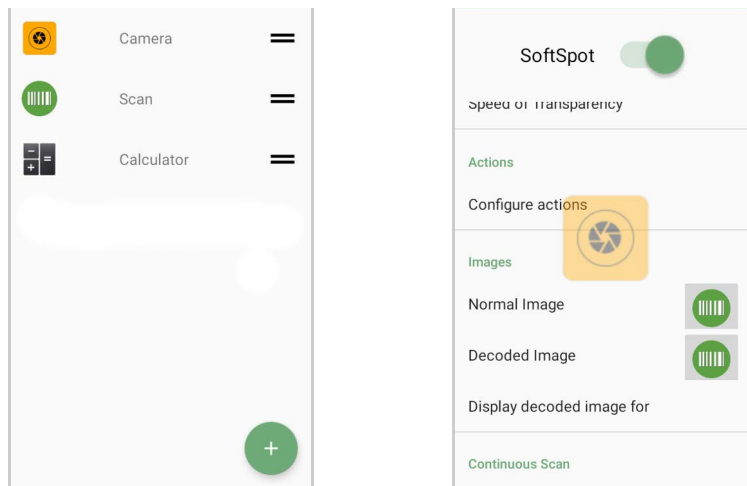 Camera
Scan
Calculator
+
SoftSpot
Speed of Transparency
Actions
Configure actions
Images
Normal Image
Decoded Image
Display decoded image for
Continuous Scan